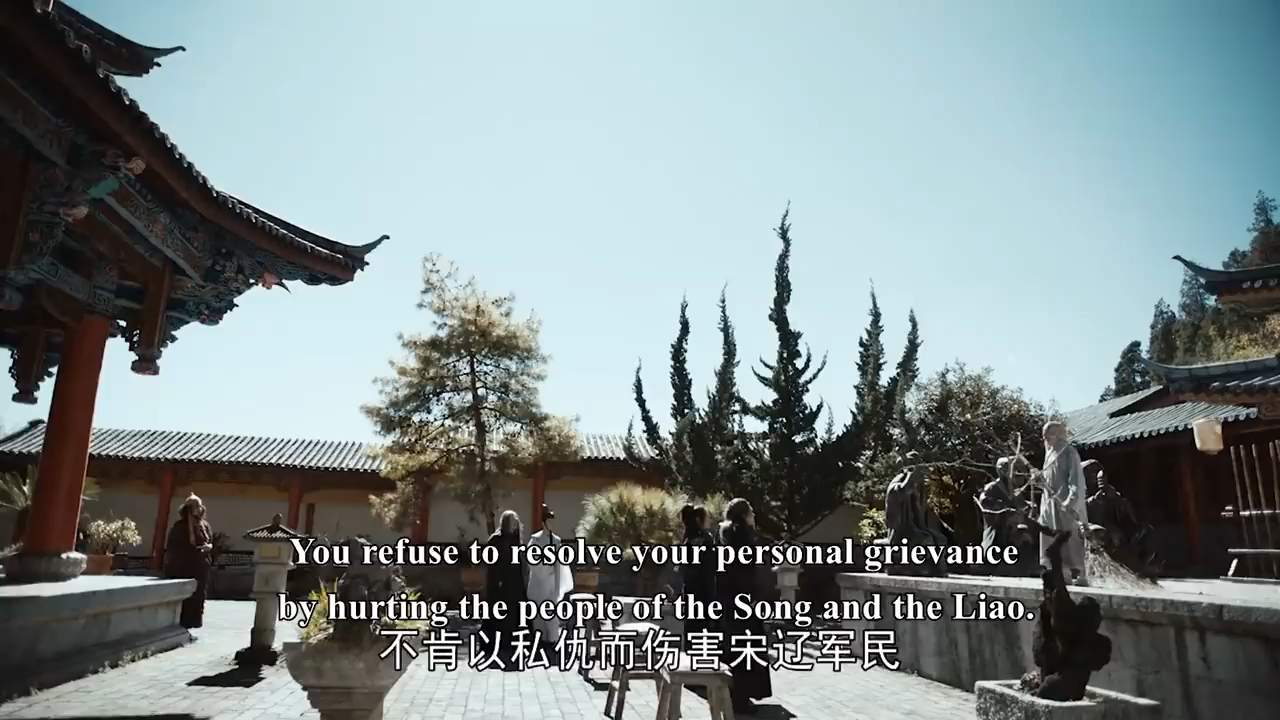 You refuse to resolve your personal grievance
by hurting the people of the Song and the Liao.
不肯以私仇而伤害宋辽军民